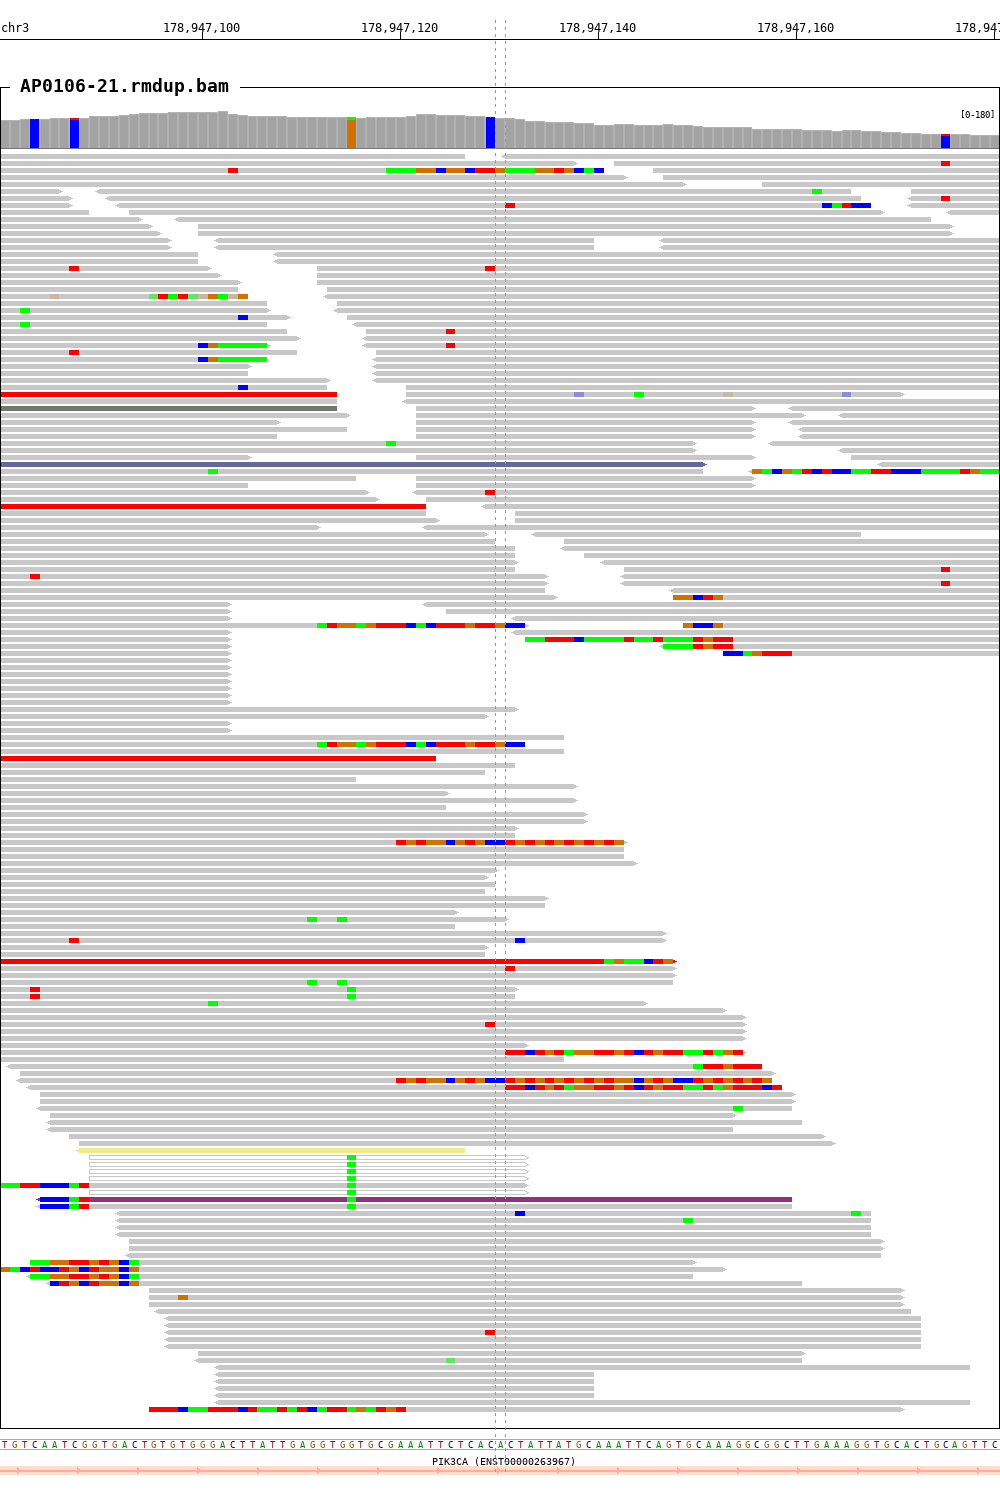 chr3 178,947,100 178,947,120 178,947,140 178,947,160 178,947
AP0106-21.rmdup.bam
[0-180]
TGTCAATCGGTGACTGTGTGGGACTTATTGAGGTGGTGCGAAATTCTCACACTATTATGCAAATTCAGTGCAAAGGCGGCTTGAAAGGTGCACTGCAGTTC
PIK3CA (ENST00000263967)